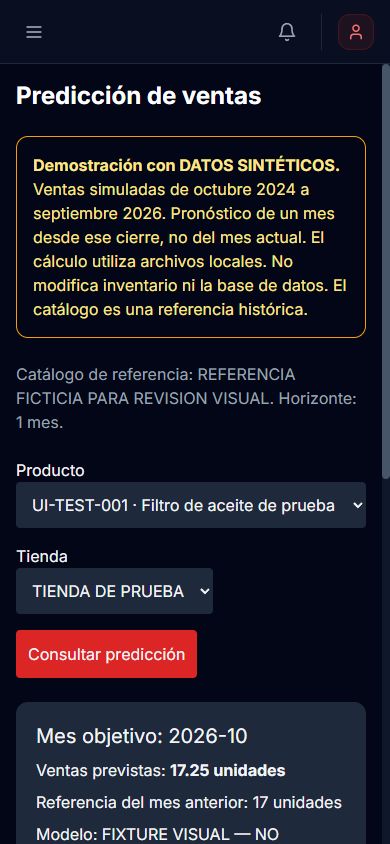 Predicción de ventas
Demostración con DATOS SINTÉTICOS.
Ventas simuladas de octubre 2024 a
septiembre 2026. Pronóstico de un mes
desde ese cierre, no del mes actual. El
cálculo utiliza archivos locales. No
modifica inventario ni la base de datos. El
catálogo es una referencia histórica.
Catálogo de referencia: REFERENCIA
FICTICIA PARA REVISION VISUAL. Horizonte:
1 mes.
Producto
UI-TEST-001 · Filtro de aceite de prueba
Tienda
TIENDA DE PRUEBA
Consultar predicción
Mes objetivo: 2026-10
Ventas previstas: 17.25 unidades
Referencia del mes anterior: 17 unidades
Modelo: FIXTURE VISUAL — NO